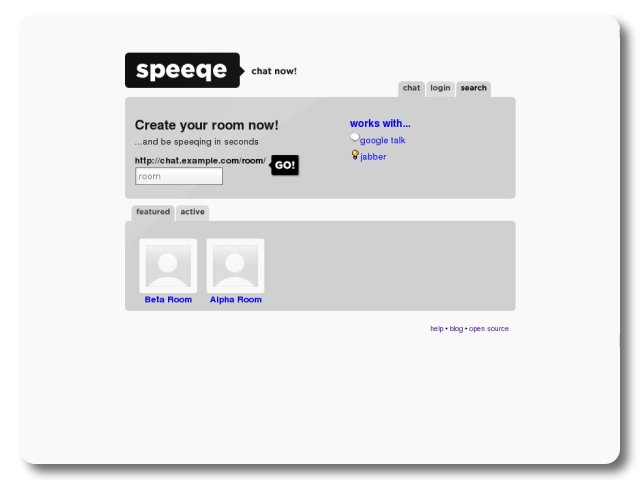 speeqe
chat now!
chat login search
Create your room now!
...and be speeqing in seconds
http://chat.example.com/room/ GO!
room
works with...
google talk
jabber
featured active
Beta Room Alpha Room
help • blog • open source